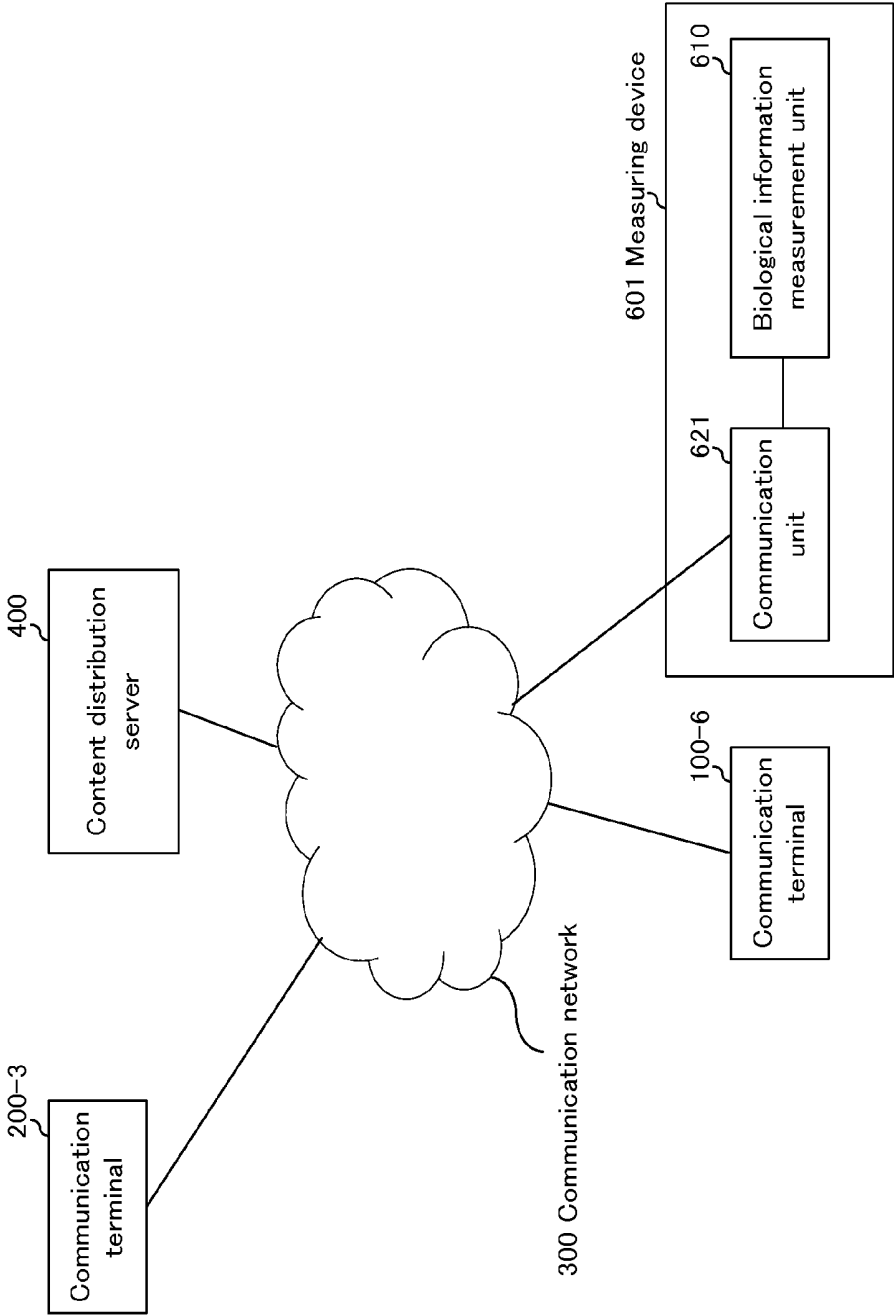 200-3
Communication
terminal
400
Content distribution
server
300 Communication network
100-6
Communication
terminal
601 Measuring device
621
Communication
unit
610
Biological information
measurement unit